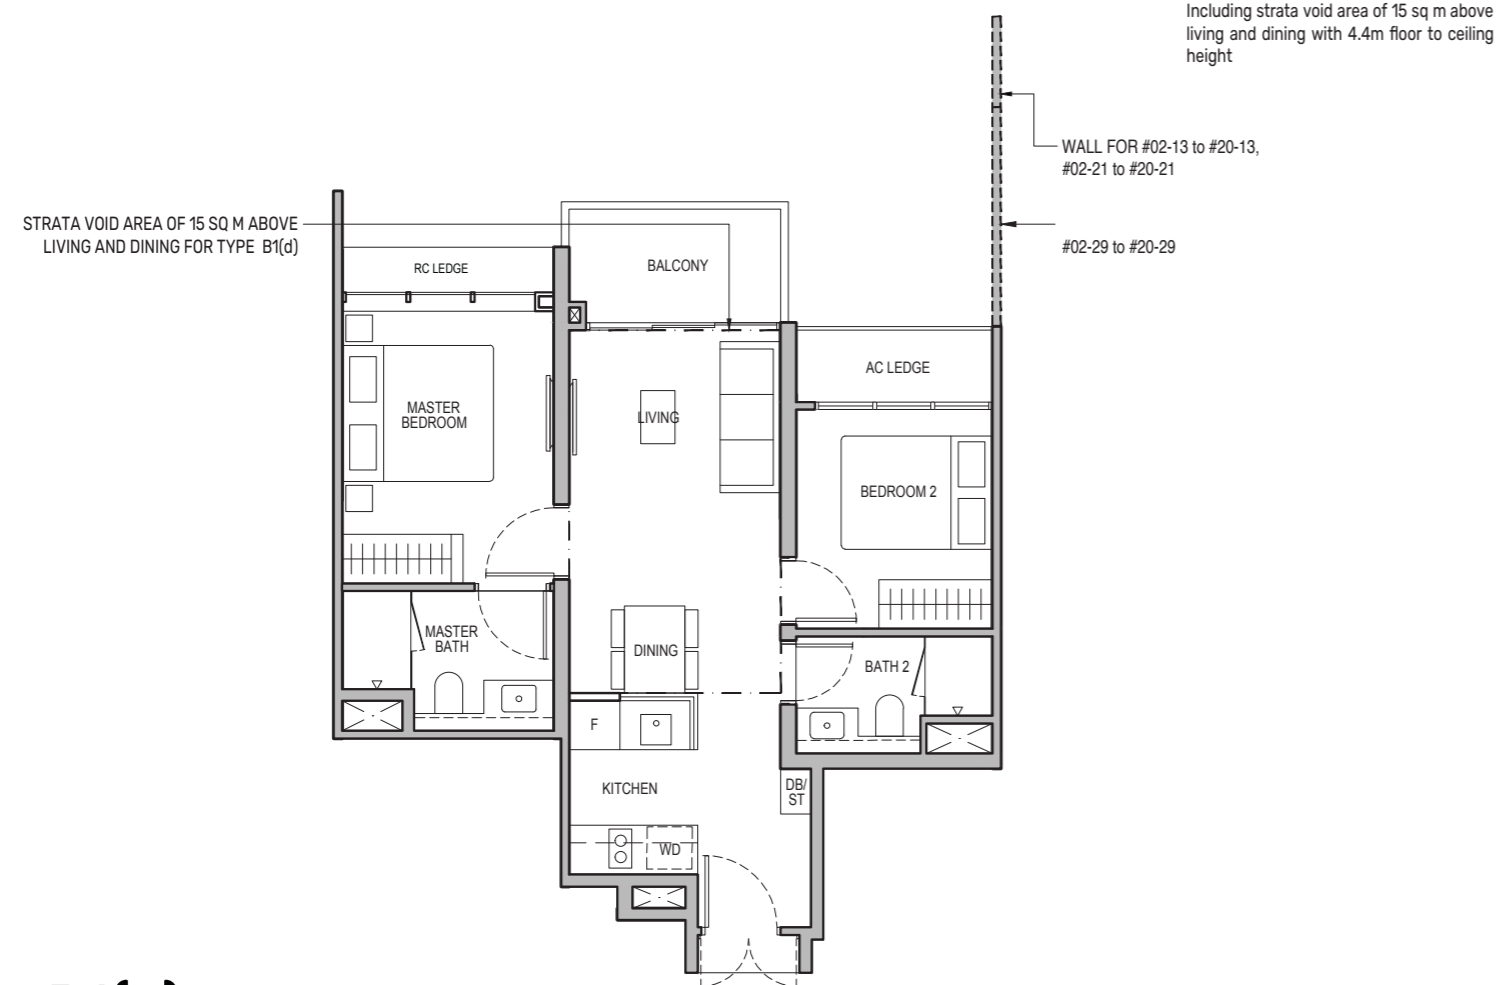 Including strata void area of 15 sq m above
living and dining with 4.4m floor to ceiling
height
WALL FOR #02-13 to #20-13,
#02-21 to #20-21
STRATA VOID AREA OF 15 SQ M ABOVE
LIVING AND DINING FOR TYPE B1(d)
#02-29 to #20-29
RC LEDGE
BALCONY
AC LEDGE
MASTER
BEDROOM
LIVING
BEDROOM 2
MASTER
BATH
DINING
BATH 2
F
KITCHEN
DB/
ST
WD